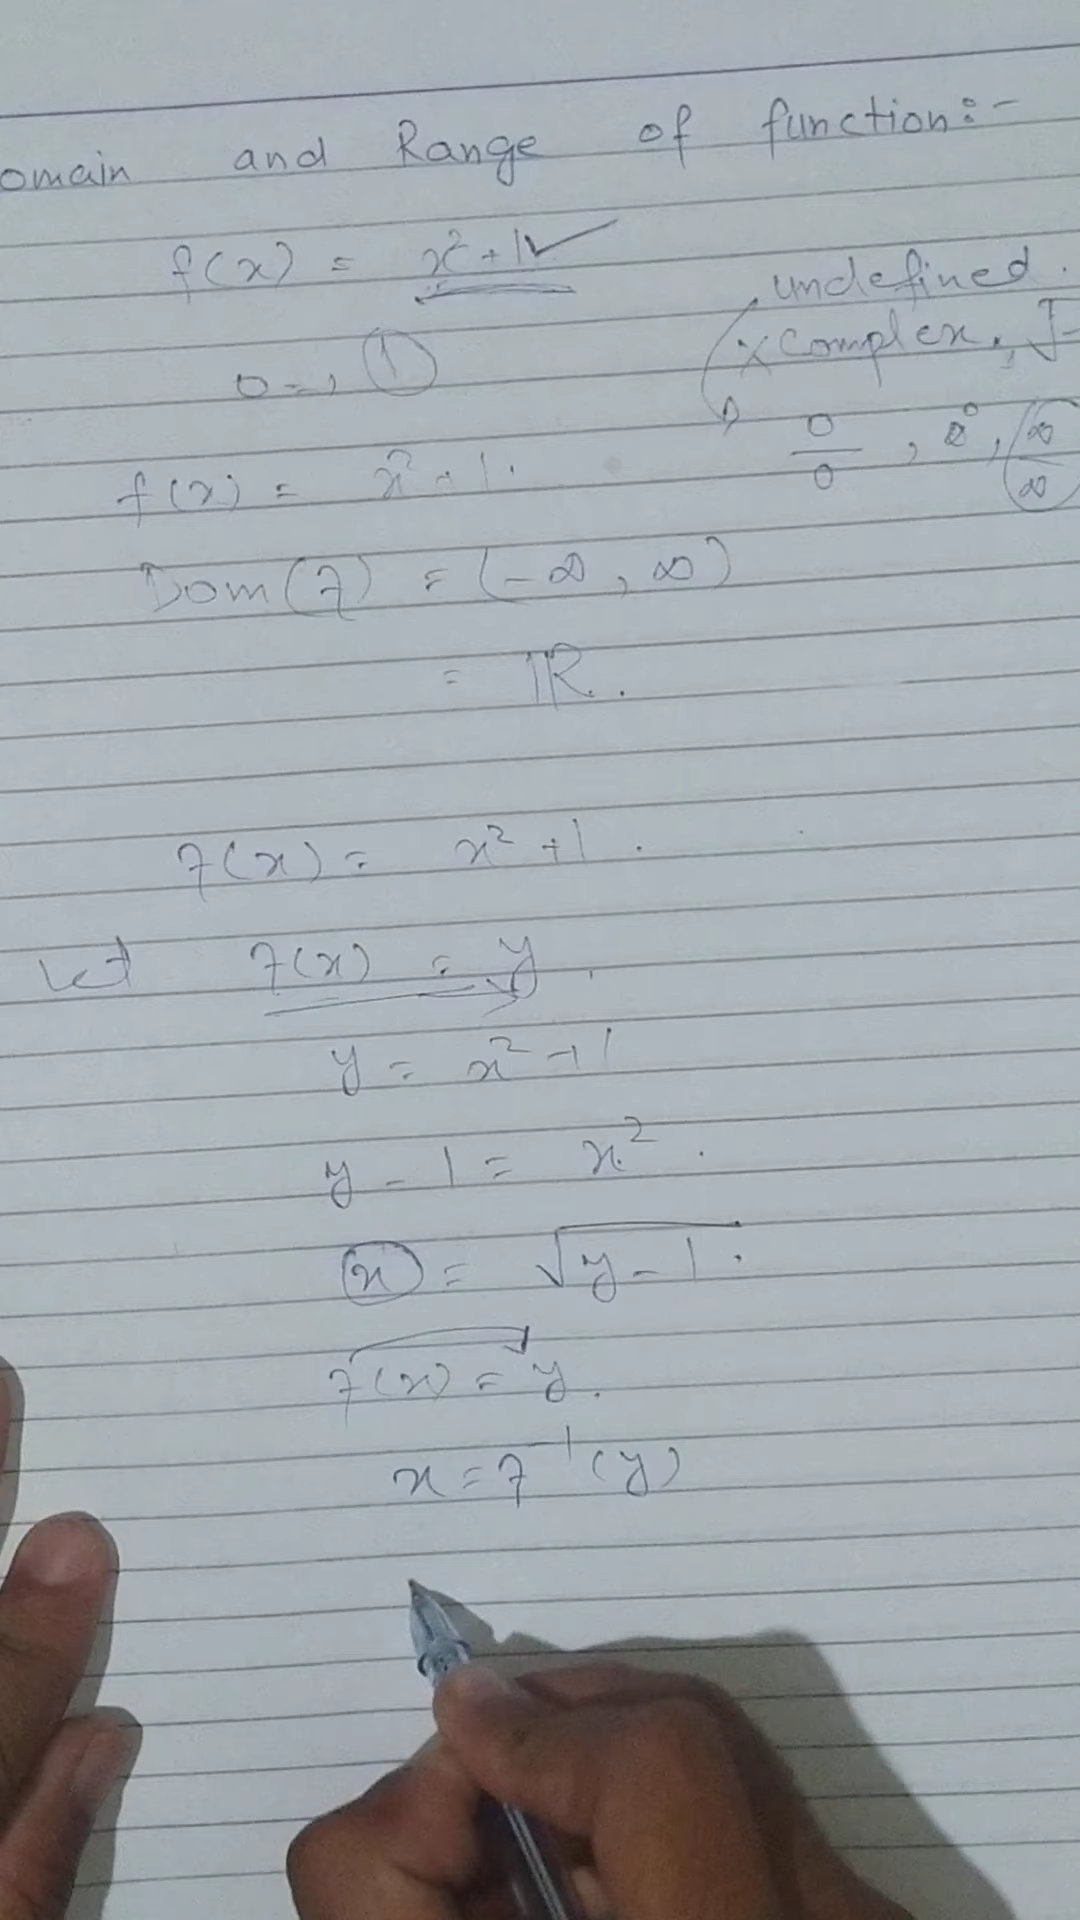 omain and Range of function:-
f(x) = x²+1 ✓
undefined.
× complex, √-
0 → ①
0/0 , 0⁰, ∞/∞
f(x) = x²+1.
Dom(f) = (-∞, ∞)
= ℝ.
f(x) = x²+1.
Let f(x) = y.
y = x²+1
y - 1 = x².
x = √y-1.
f(x) = y.
x = f⁻¹(y)